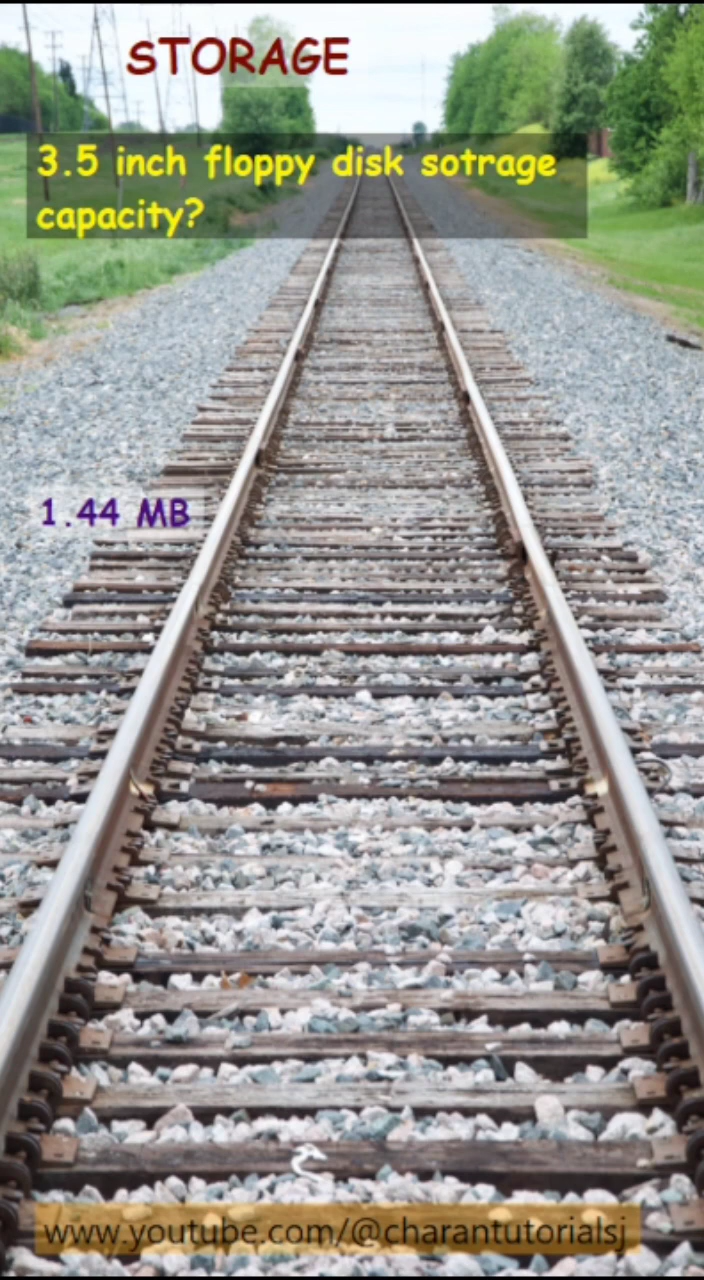 STORAGE
3.5 inch floppy disk sotrage
capacity?
1.44 MB
www.youtube.com/@charantutorialsj